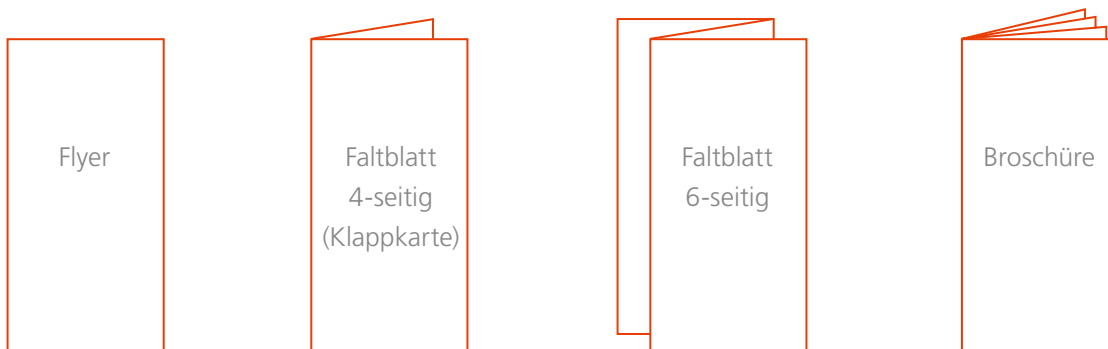 Flyer
Faltblatt
4-seitig
(Klappkarte)
Faltblatt
6-seitig
Broschüre